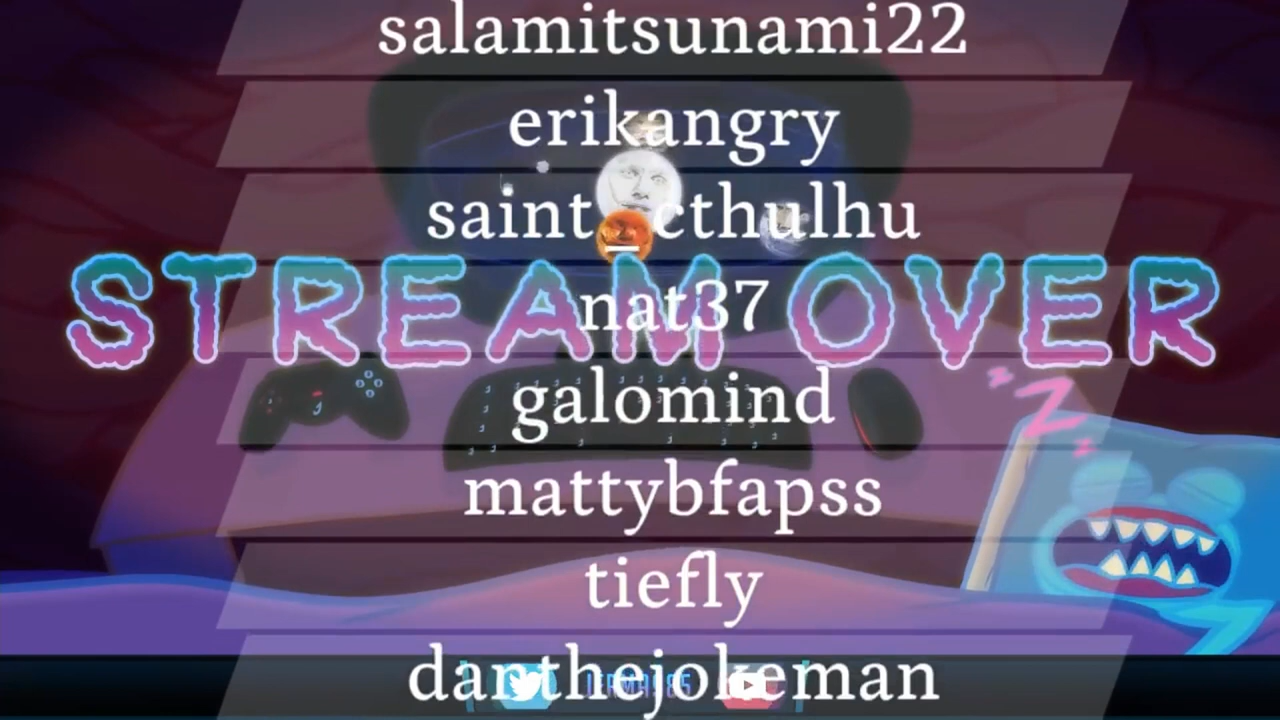 salamitsunami22
erikangry
saint_cthulhu
STREAM OVER
nat37
galomind
z
Z
z
mattybfapss
tiefly
danthejokeman